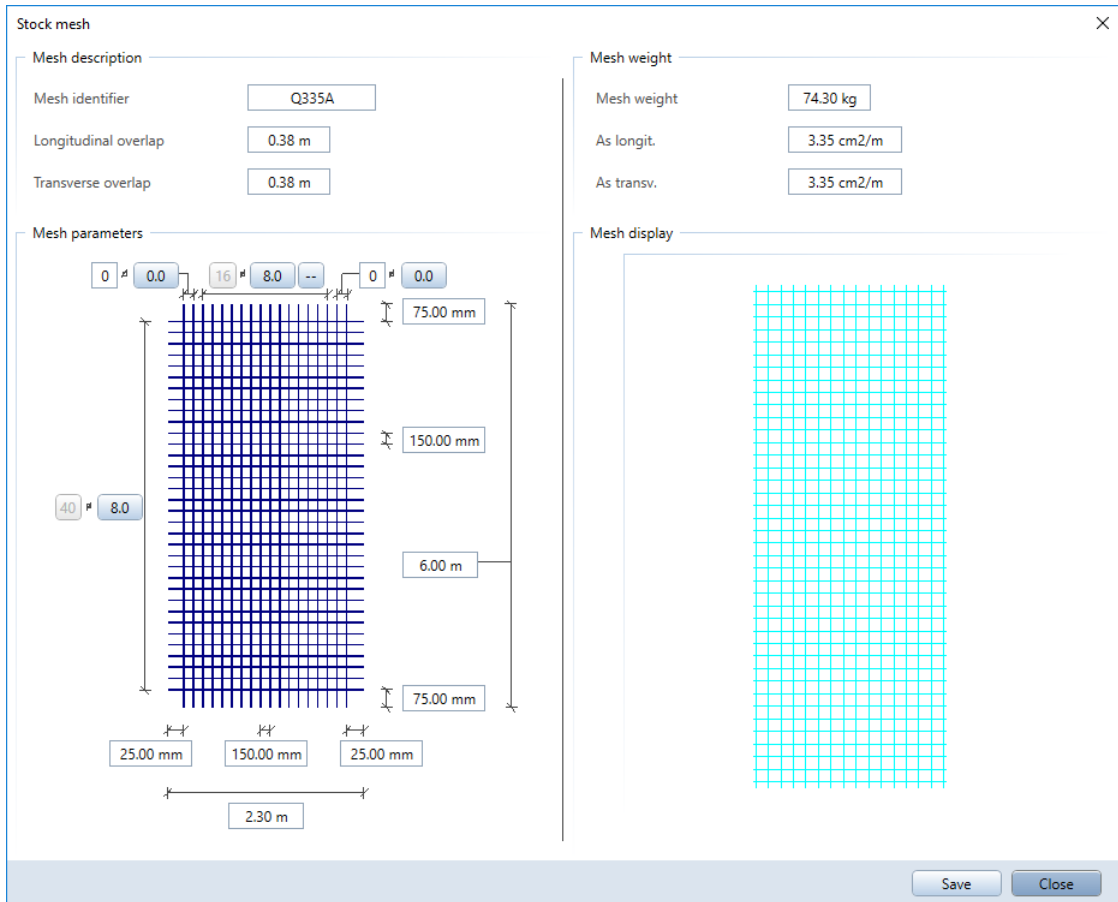 Stock mesh
Mesh description
Mesh identifier Q335A
Longitudinal overlap 0.38 m
Transverse overlap 0.38 m
Mesh weight
Mesh weight 74.30 kg
As longit. 3.35 cm2/m
As transv. 3.35 cm2/m
Mesh parameters
0 0.0 16 8.0 -- 0 0.0
75.00 mm
150.00 mm
40 8.0
6.00 m
75.00 mm
25.00 mm 150.00 mm 25.00 mm
2.30 m
Mesh display
Save Close